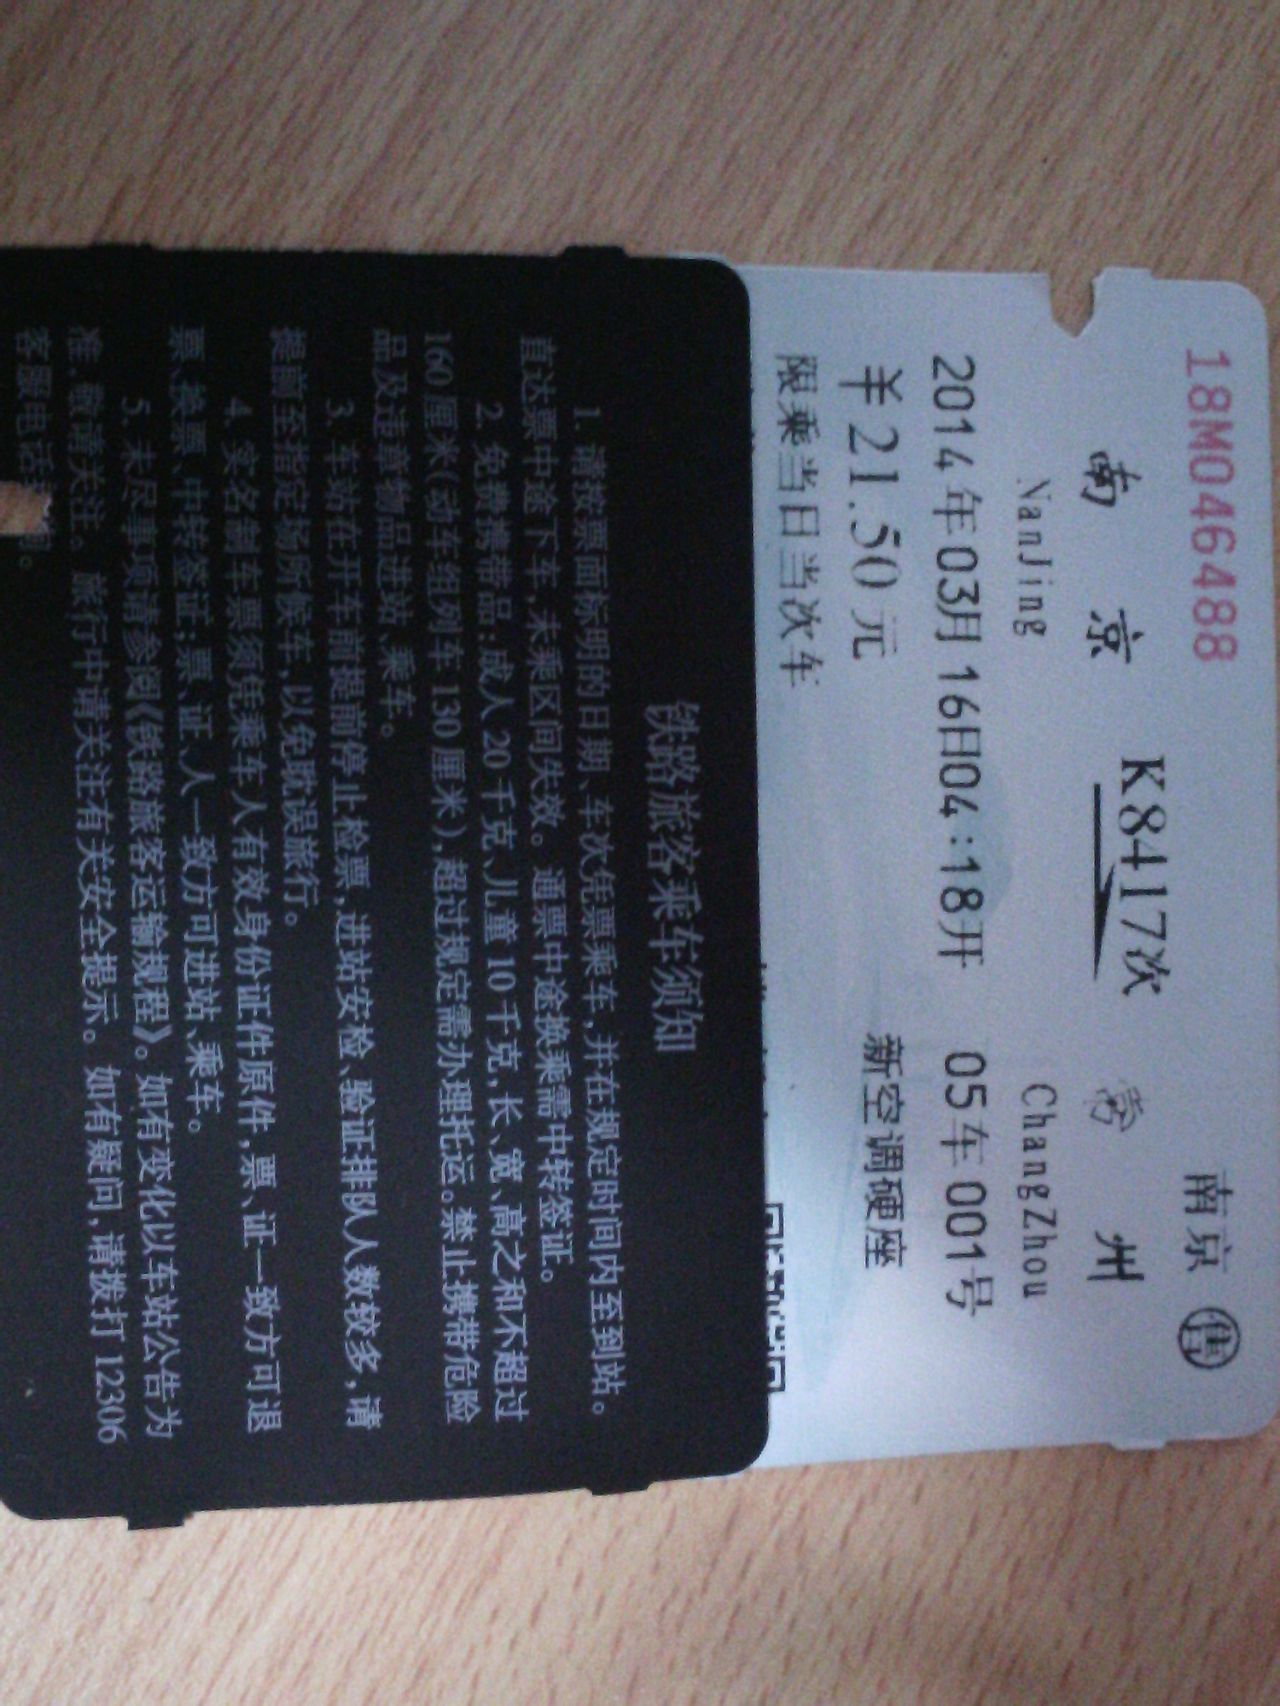 18M046488 南京 售
南京 K8417次 常州
NanJing ChangZhou
2014年03月16日04:18开 05车001号
￥21.50元 新空调硬座
限乘当日当次车
铁路旅客乘车须知
1. 请按票面标明的日期、车次凭票乘车,并在规定时间内至到站。
直达票中途下车,未乘区间失效。通票中途换乘需中转签证。
2. 免费携带品:成人20千克、儿童10千克,长、宽、高之和不超过
160厘米(动车组列车130厘米),超过规定需办理托运。禁止携带危险
品及违章物品进站、乘车。
3. 车站在开车前提前停止检票,进站安检、验证排队人数较多,请
提前至指定场所候车,以免耽误旅行。
4. 实名制车票须凭乘车人有效身份证件原件,票、证一致方可退
票、换票、中转签证;票、证、人一致方可进站、乘车。
5. 未尽事项请参阅《铁路旅客运输规程》。如有变化以车站公告为
准,敬请关注。旅行中请关注有关安全提示。如有疑问,请拨打12306
客服电话